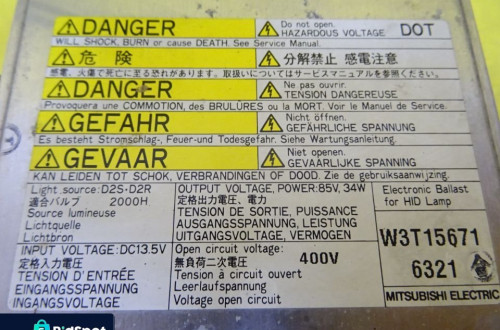 DANGER
Do not open.
HAZARDOUS VOLTAGE DOT
WILL SHOCK, BURN or cause DEATH. See Service Manual.
危険
分解禁止 感電注意
感電、火傷で死亡に至る恐れがあります。取扱いについてはサービスマニュアルを参照ください。
DANGER
Ne pas ouvrir.
TENSION DANGEREUSE
Provoquera une COMMOTION, des BRULÛRES ou la MORT. Voir le Manuel de Service.
GEFAHR
Nicht öffnen.
GEFÄHRLICHE SPANNUNG
Es besteht Stromschlag-, Feuer-und Todesgefahr. Siehe Wartungsanleitung.
GEVAAR
Niet openen.
GEVAARLIJKE SPANNING
KAN LEIDEN TOT SCHOK, VERBRANDINGEN OF DOOD. Zie de gebruiksaanwijzing.
Light source: D2S-D2R
適合バルブ 2000H
Source lumineuse
Lichtquelle
Lichtbron
OUTPUT VOLTAGE, POWER:85V, 34W
定格出力電圧、電力
TENSION DE SORTIE, PUISSANCE
AUSGANGSSPANNUNG, LEISTUNG
UITGANGSVOLTAGE, VERMOGEN
Electronic Ballast
for HID Lamp
W3T15671
6321
MITSUBISHI ELECTRIC
INPUT VOLTAGE:DC13.5V
定格入力電圧
TENSION D'ENTRÉE
EINGANGSSPANNUNG
INGANGSVOLTAGE
Open circuit voltage:
無負荷二次電圧 400V
Tension à circuit ouvert
Leerlaufspannung
Voltage open circuit
BidSpot